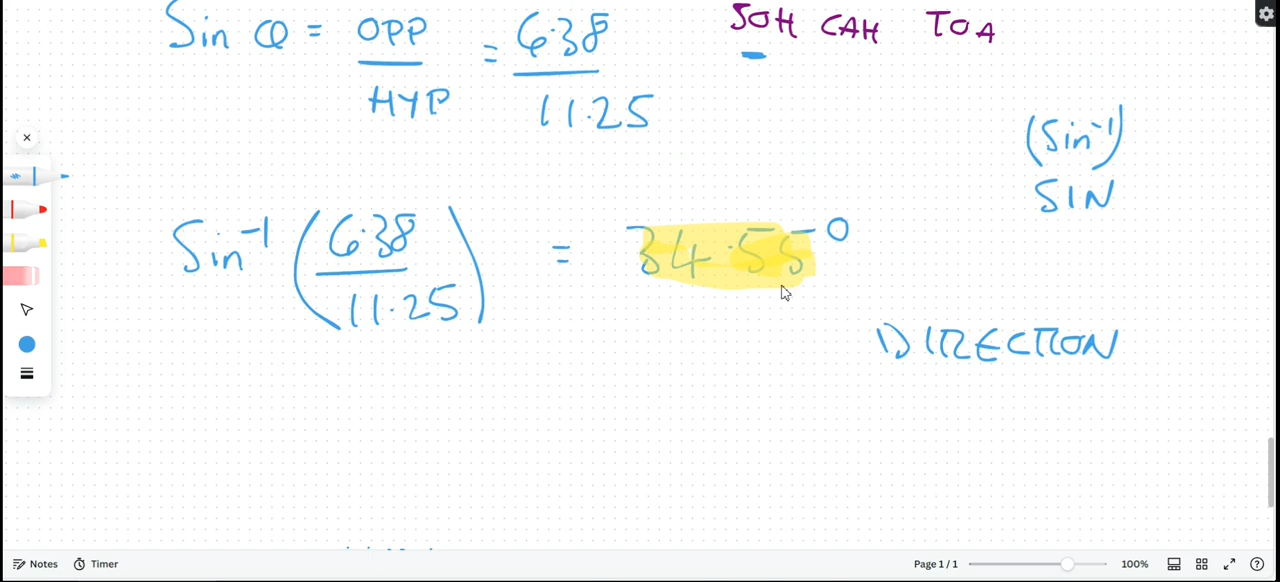 Sin Θ = OPP / HYP = 6.38 / 11.25
SOH CAH TOA
(Sin⁻¹)
SIN
Sin⁻¹ (6.38 / 11.25) = 34.55°
DIRECTION
Notes
Timer
Page 1 / 1
100%